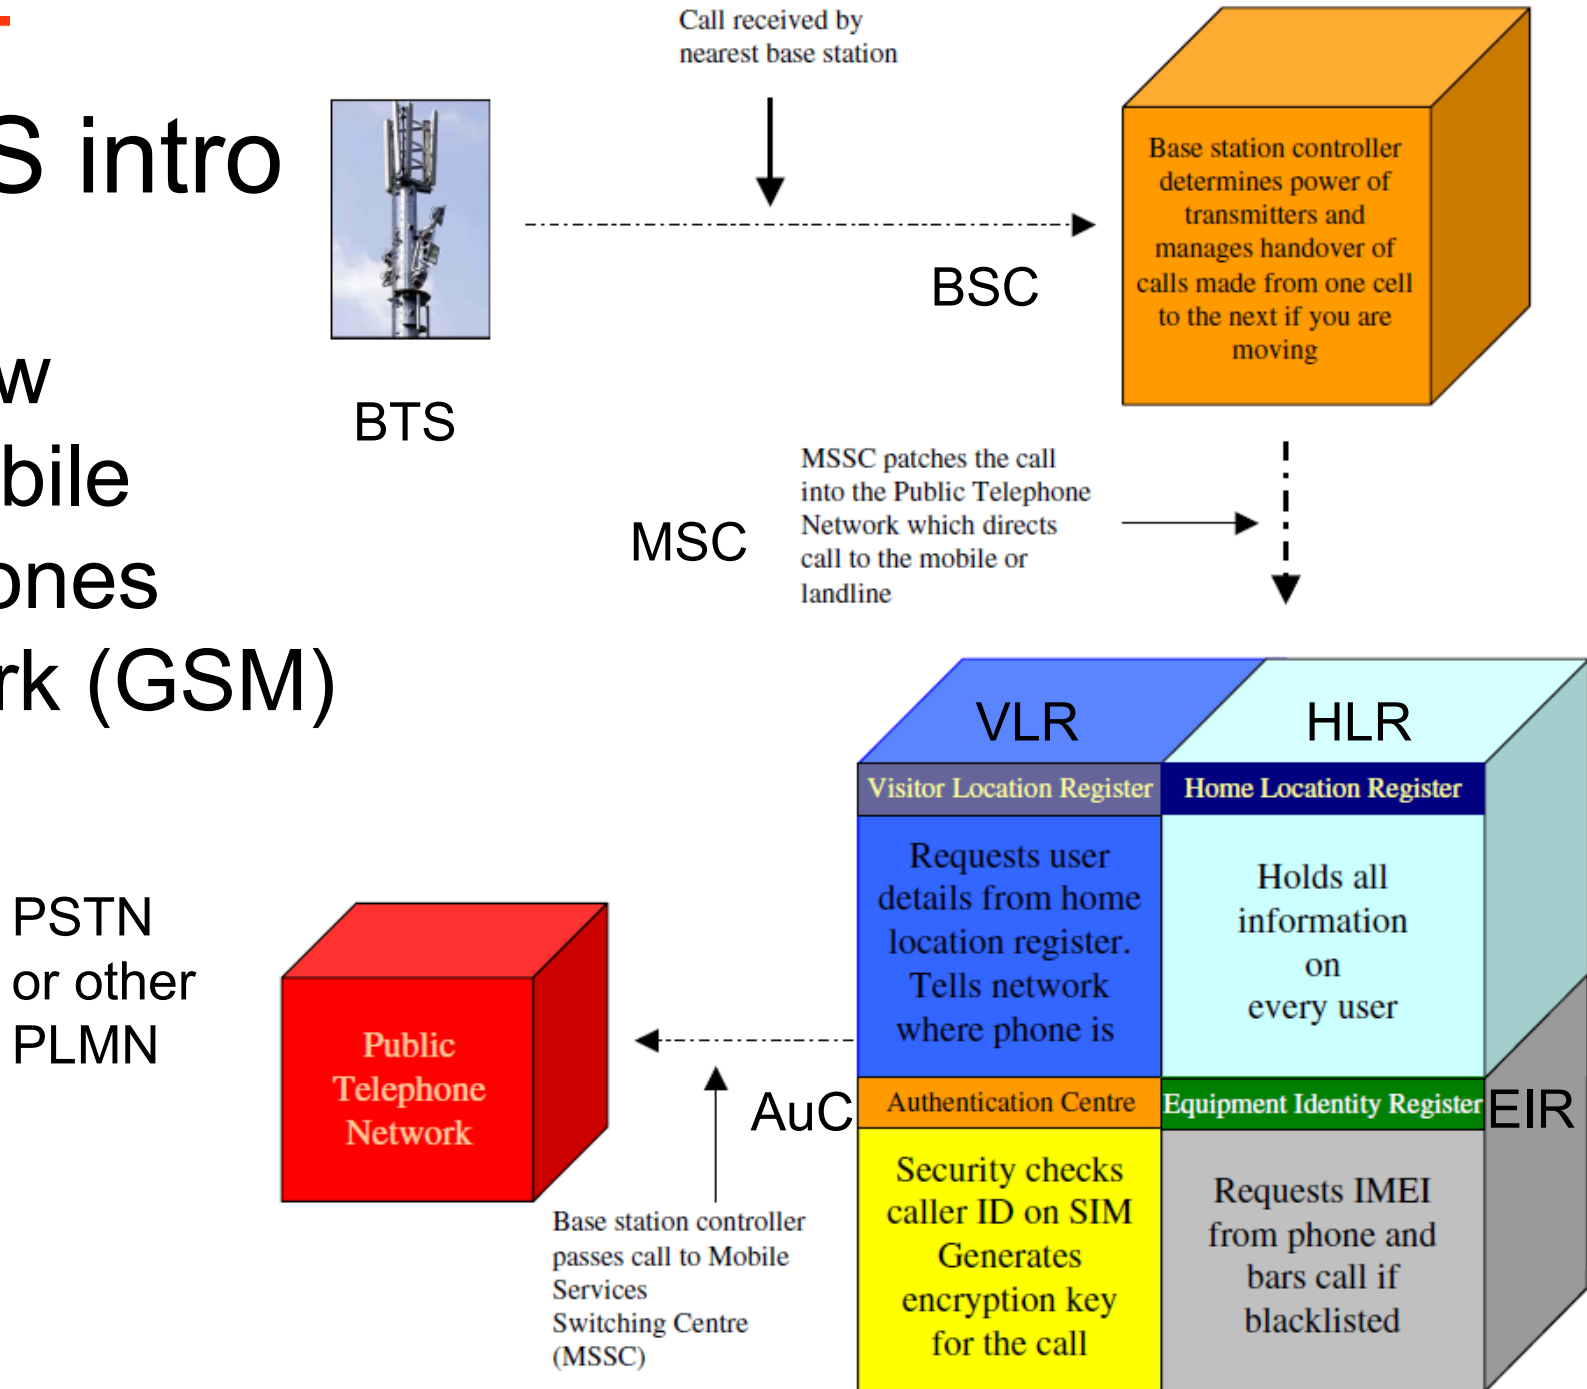 S intro
w
bile
ones
rk (GSM)
Call received by
nearest base station
BTS
BSC
Base station controller
determines power of
transmitters and
manages handover of
calls made from one cell
to the next if you are
moving
MSC
MSSC patches the call
into the Public Telephone
Network which directs
call to the mobile or
landline
VLR
HLR
Visitor Location Register
Home Location Register
Requests user
details from home
location register.
Tells network
where phone is
Holds all
information
on
every user
AuC
Authentication Centre
Equipment Identity Register
EIR
Security checks
caller ID on SIM
Generates
encryption key
for the call
Requests IMEI
from phone and
bars call if
blacklisted
PSTN
or other
PLMN
Public
Telephone
Network
Base station controller
passes call to Mobile
Services
Switching Centre
(MSSC)